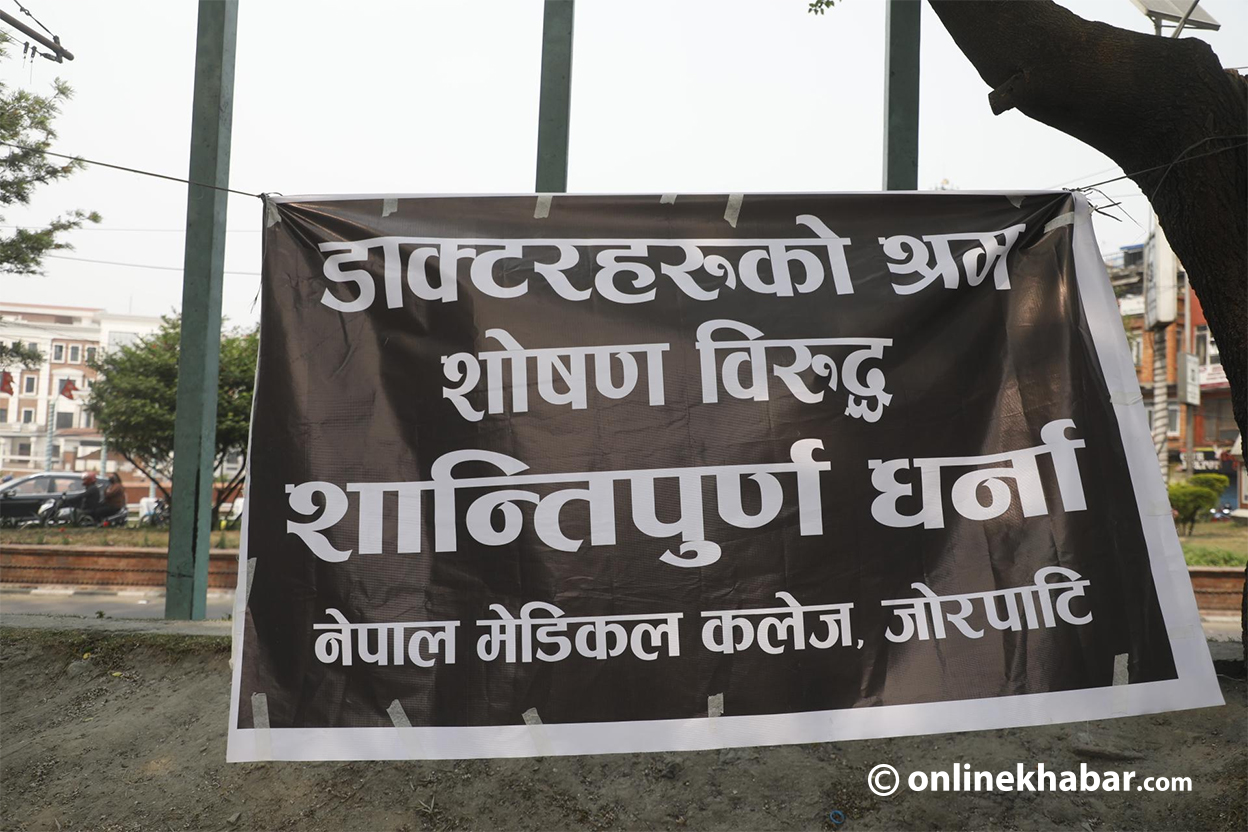 डाक्टरहरुको श्रम
शोषण विरुद्ध
शान्तिपुर्ण धर्ना
नेपाल मेडिकल कलेज, जोरपाटि
© onlinekhabar.com